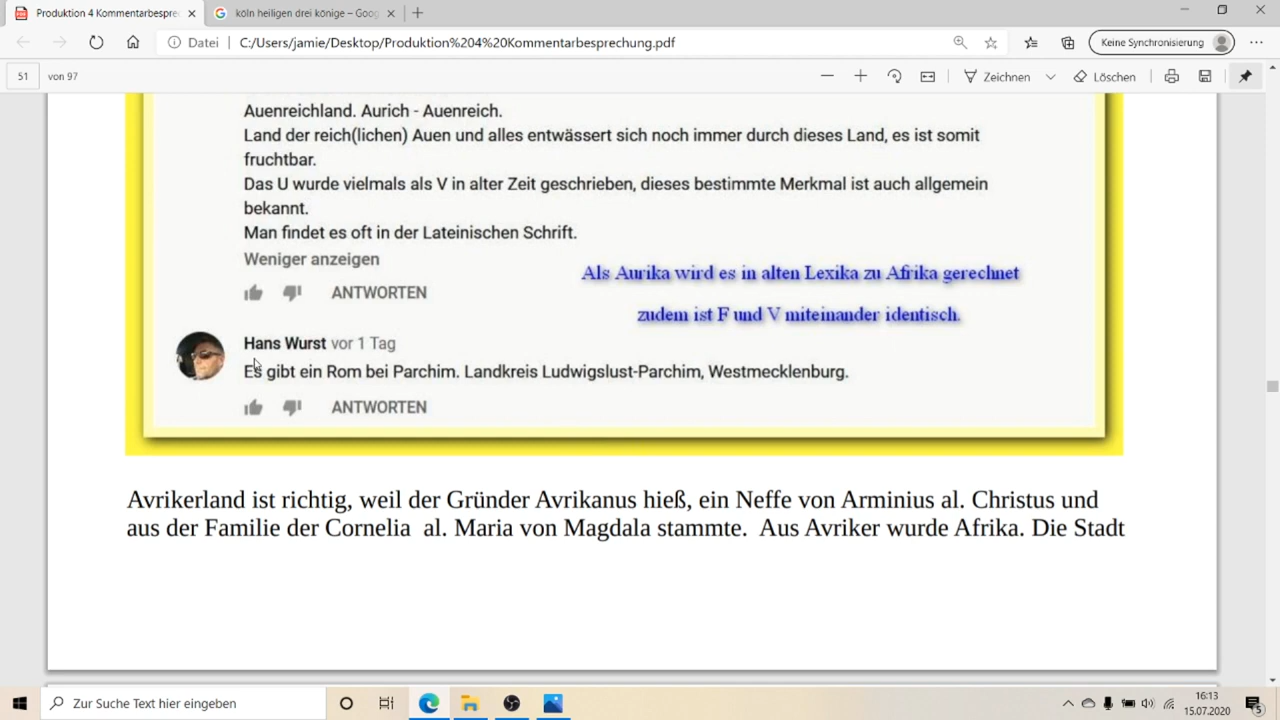 Produktion 4 Kommentarbespre
köln heiligen drei könige – Goog
Datei
C:/Users/jamie/Desktop/Produktion%204%20Kommentarbesprechung.pdf
Keine Synchronisierung
51 von 97
Zeichnen
Löschen
Auenreichland. Aurich - Auenreich.
Land der reich(lichen) Auen und alles entwässert sich noch immer durch dieses Land, es ist somit
fruchtbar.
Das U wurde vielmals als V in alter Zeit geschrieben, dieses bestimmte Merkmal ist auch allgemein
bekannt.
Man findet es oft in der Lateinischen Schrift.
Weniger anzeigen
Als Aurika wird es in alten Lexika zu Afrika gerechnet
ANTWORTEN
zudem ist F und V miteinander identisch.
Hans Wurst vor 1 Tag
Es gibt ein Rom bei Parchim. Landkreis Ludwigslust-Parchim, Westmecklenburg.
ANTWORTEN
Avrikerland ist richtig, weil der Gründer Avrikanus hieß, ein Neffe von Arminius al. Christus und
aus der Familie der Cornelia al. Maria von Magdala stammte. Aus Avriker wurde Afrika. Die Stadt
Zur Suche Text hier eingeben
16:13
15.07.2020
5